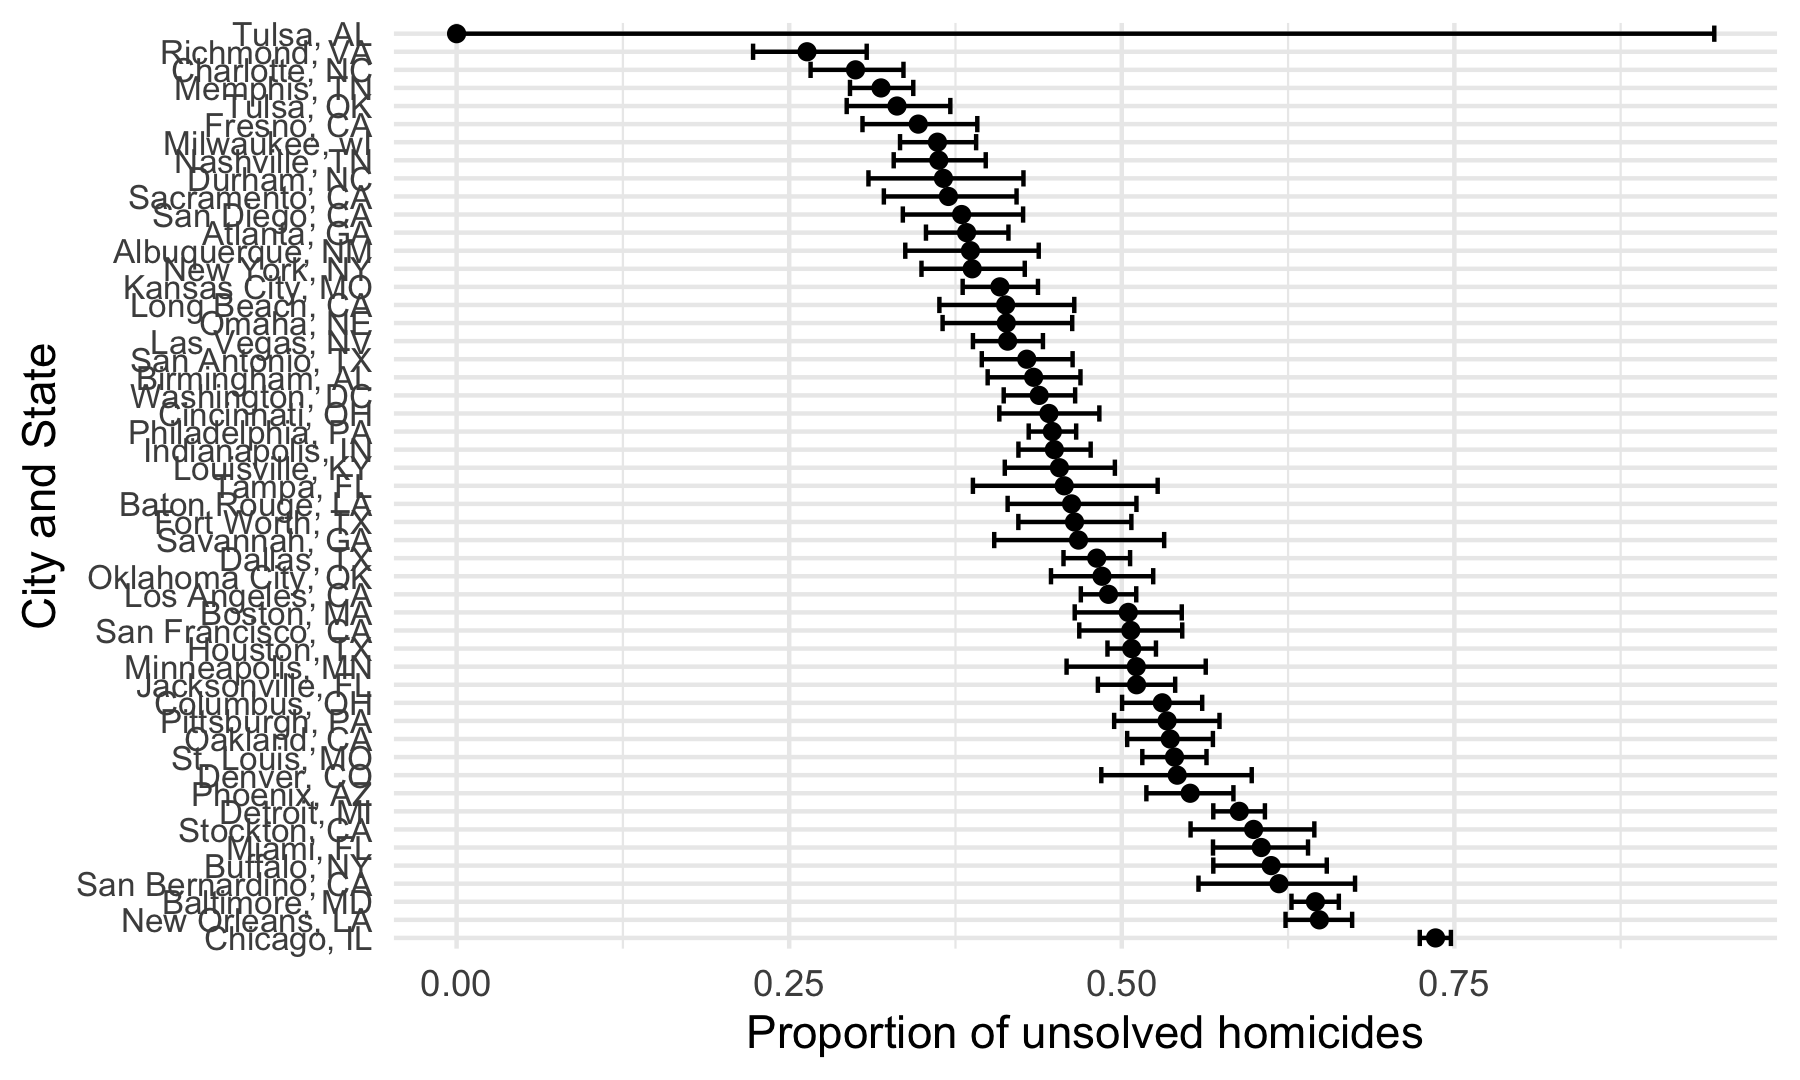 City and State
Tulsa, AL
Richmond, VA
Charlotte, NC
Memphis, TN
Tulsa, OK
Fresno, CA
Milwaukee, wI
Nashville, TN
Durham, NC
Sacramento, CA
San Diego, CA
Atlanta, GA
Albuquerque, NM
New York, NY
Kansas City, MO
Long Beach, CA
Omaha, NE
Las Vegas, NV
San Antonio, TX
Birmingham, AL
Washington, DC
Cincinnati, OH
Philadelphia, PA
Indianapolis, IN
Louisville, KY
Tampa, FL
Baton Rouge, LA
Fort Worth, TX
Savannah, GA
Dallas, TX
Oklahoma City, OK
Los Angeles, CA
Boston, MA
San Francisco, CA
Houston, TX
Minneapolis, MN
Jacksonville, FL
Columbus, OH
Pittsburgh, PA
Oakland, CA
St. Louis, MO
Denver, CO
Phoenix, AZ
Detroit, MI
Stockton, CA
Miami, FL
Buffalo, NY
San Bernardino, CA
Baltimore, MD
New Orleans, LA
Chicago, IL
0.00 0.25 0.50 0.75
Proportion of unsolved homicides